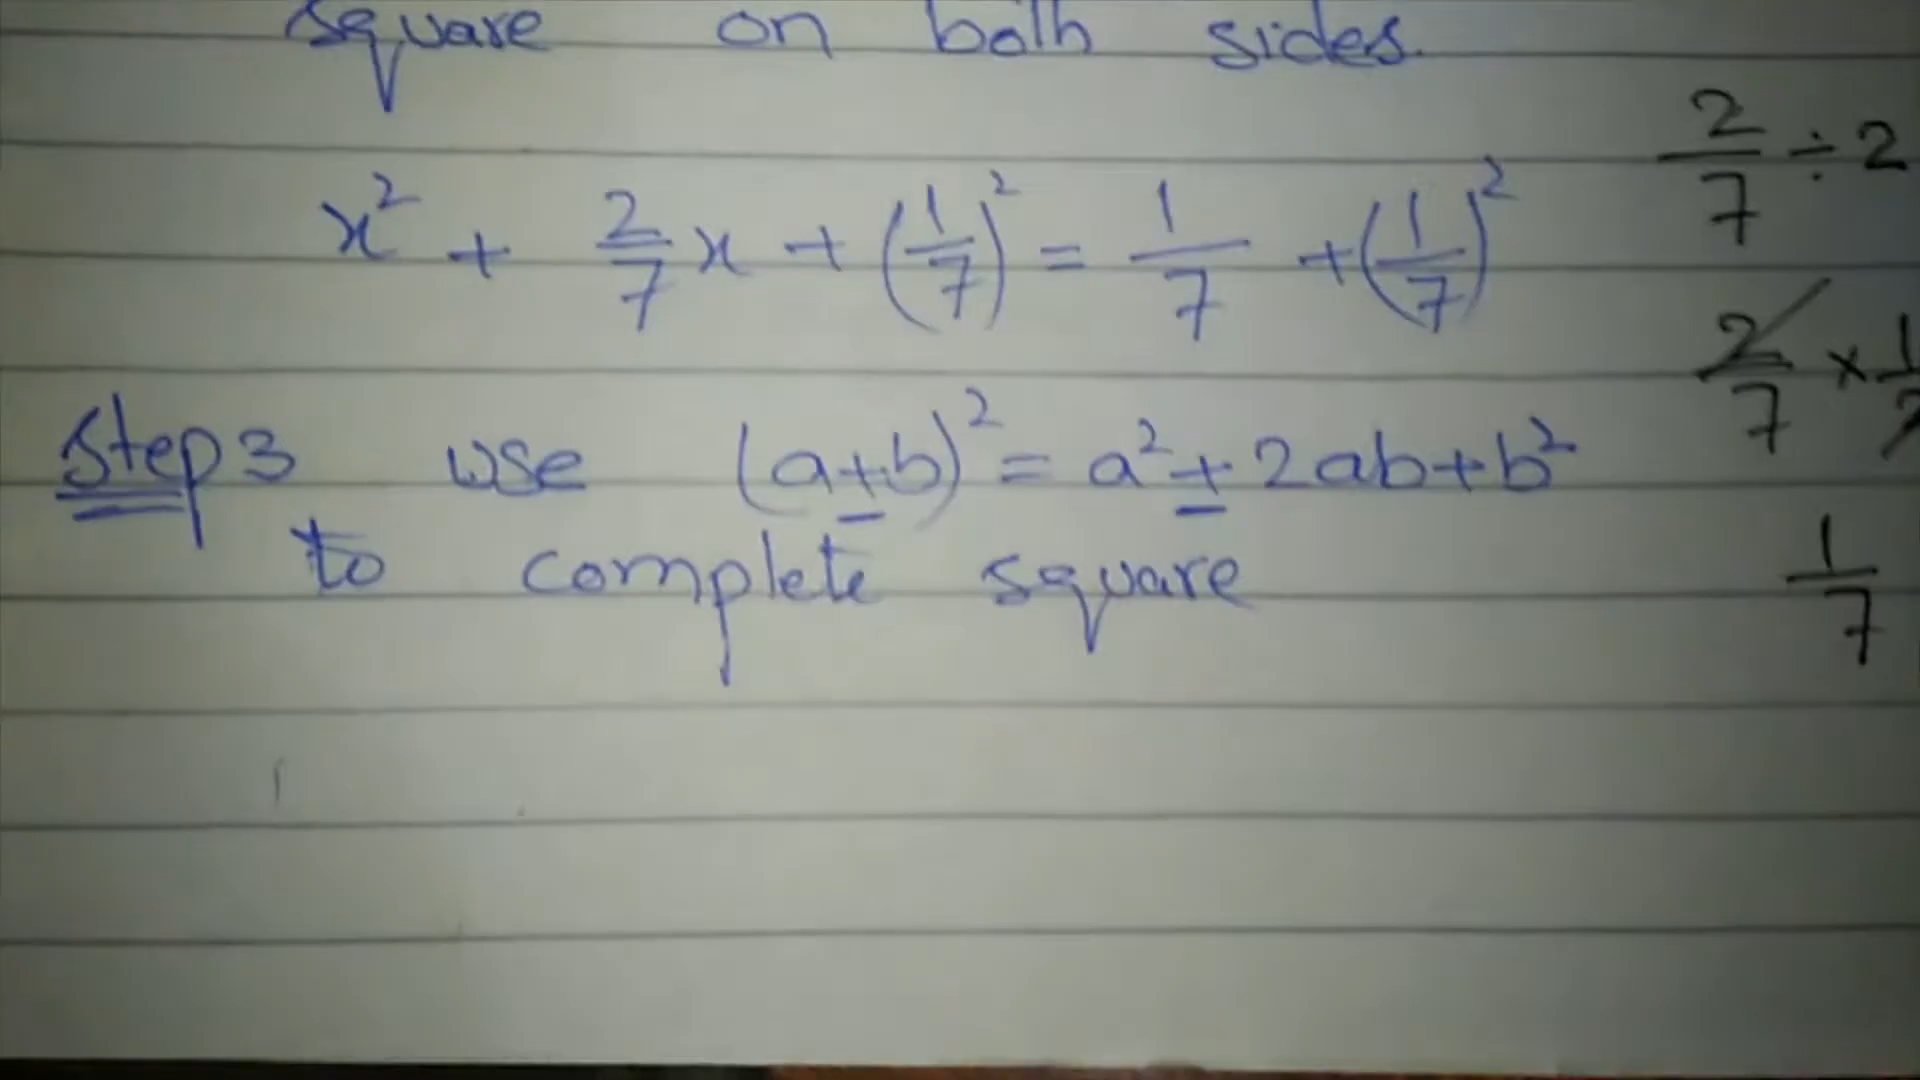 square on both sides.
x² + 2/7 x + (1/7)² = 1/7 + (1/7)²
Step 3 use (a+b)² = a² + 2ab + b²
to complete square
2/7 ÷ 2
2/7 × 1/2
1/7